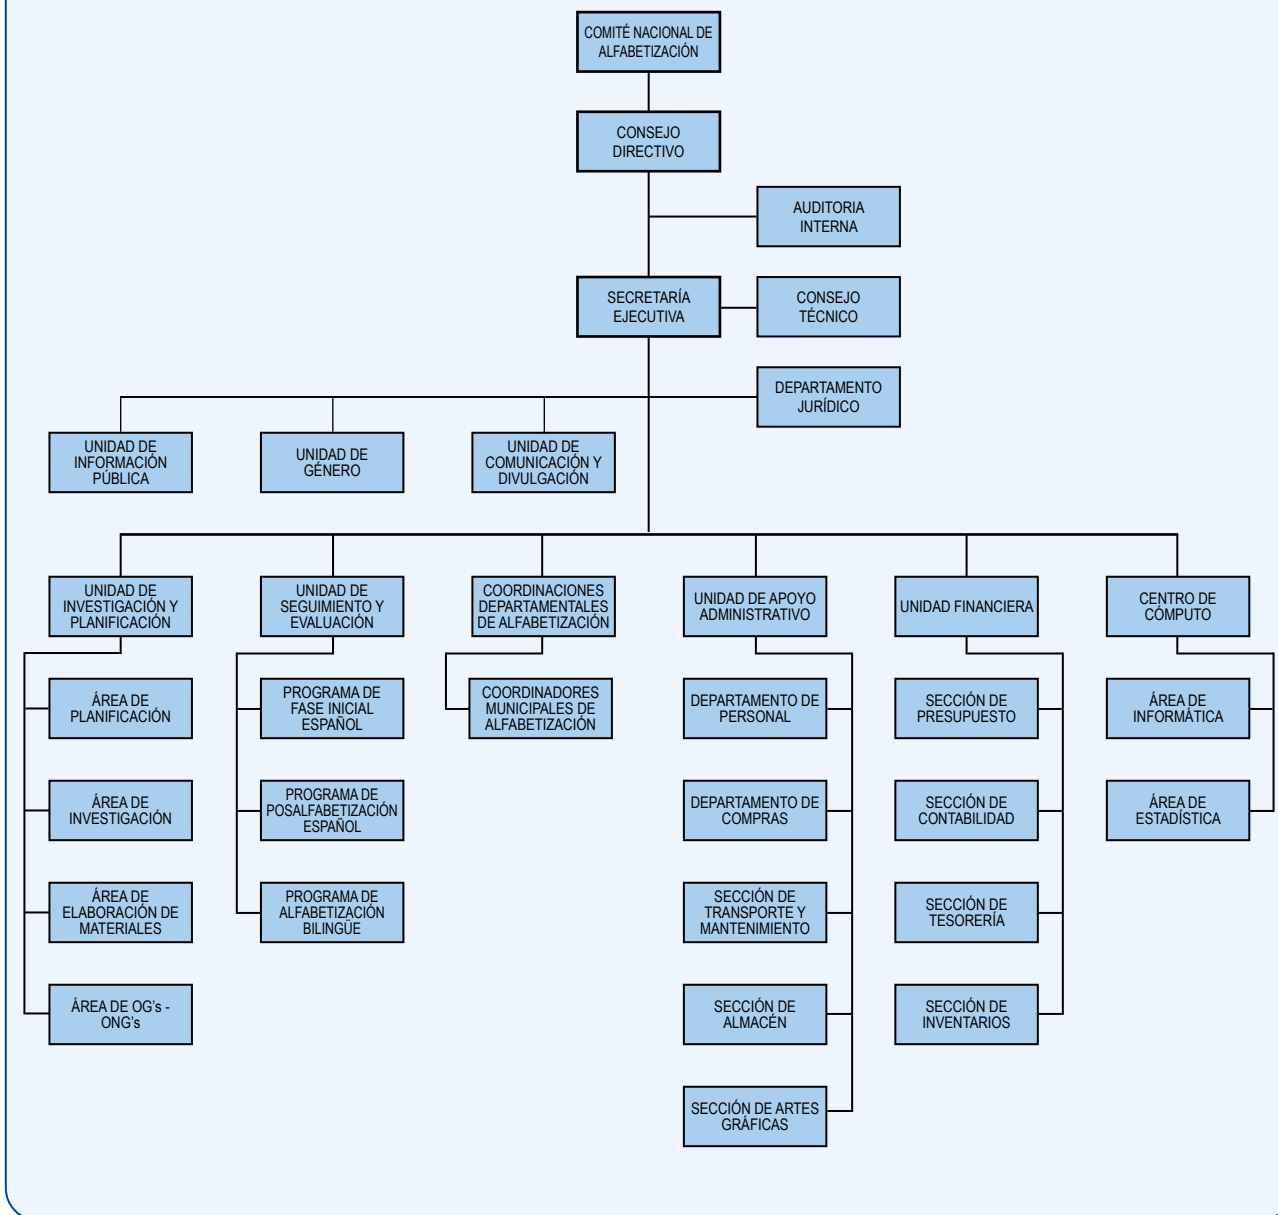 COMITÉ NACIONAL DE
ALFABETIZACIÓN
CONSEJO
DIRECTIVO
AUDITORIA
INTERNA
SECRETARÍA
EJECUTIVA
CONSEJO
TÉCNICO
DEPARTAMENTO
JURÍDICO
UNIDAD DE
INFORMACIÓN
PÚBLICA
UNIDAD DE
GÉNERO
UNIDAD DE
COMUNICACIÓN Y
DIVULGACIÓN
UNIDAD DE
INVESTIGACIÓN Y
PLANIFICACIÓN
UNIDAD DE
SEGUIMIENTO Y
EVALUACIÓN
COORDINACIONES
DEPARTAMENTALES
DE ALFABETIZACIÓN
UNIDAD DE APOYO
ADMINISTRATIVO
UNIDAD FINANCIERA
CENTRO DE
CÓMPUTO
ÁREA DE
PLANIFICACIÓN
PROGRAMA DE
FASE INICIAL
ESPAÑOL
COORDINADORES
MUNICIPALES DE
ALFABETIZACIÓN
DEPARTAMENTO DE
PERSONAL
SECCIÓN DE
PRESUPUESTO
ÁREA DE
INFORMÁTICA
ÁREA DE
INVESTIGACIÓN
PROGRAMA DE
POSALFABETIZACIÓN
ESPAÑOL
DEPARTAMENTO DE
COMPRAS
SECCIÓN DE
CONTABILIDAD
ÁREA DE
ESTADÍSTICA
ÁREA DE
ELABORACIÓN DE
MATERIALES
PROGRAMA DE
ALFABETIZACIÓN
BILINGÜE
SECCIÓN DE
TRANSPORTE Y
MANTENIMIENTO
SECCIÓN DE
TESORERÍA
ÁREA DE OG's -
ONG's
SECCIÓN DE
ALMACÉN
SECCIÓN DE
INVENTARIOS
SECCIÓN DE ARTES
GRÁFICAS